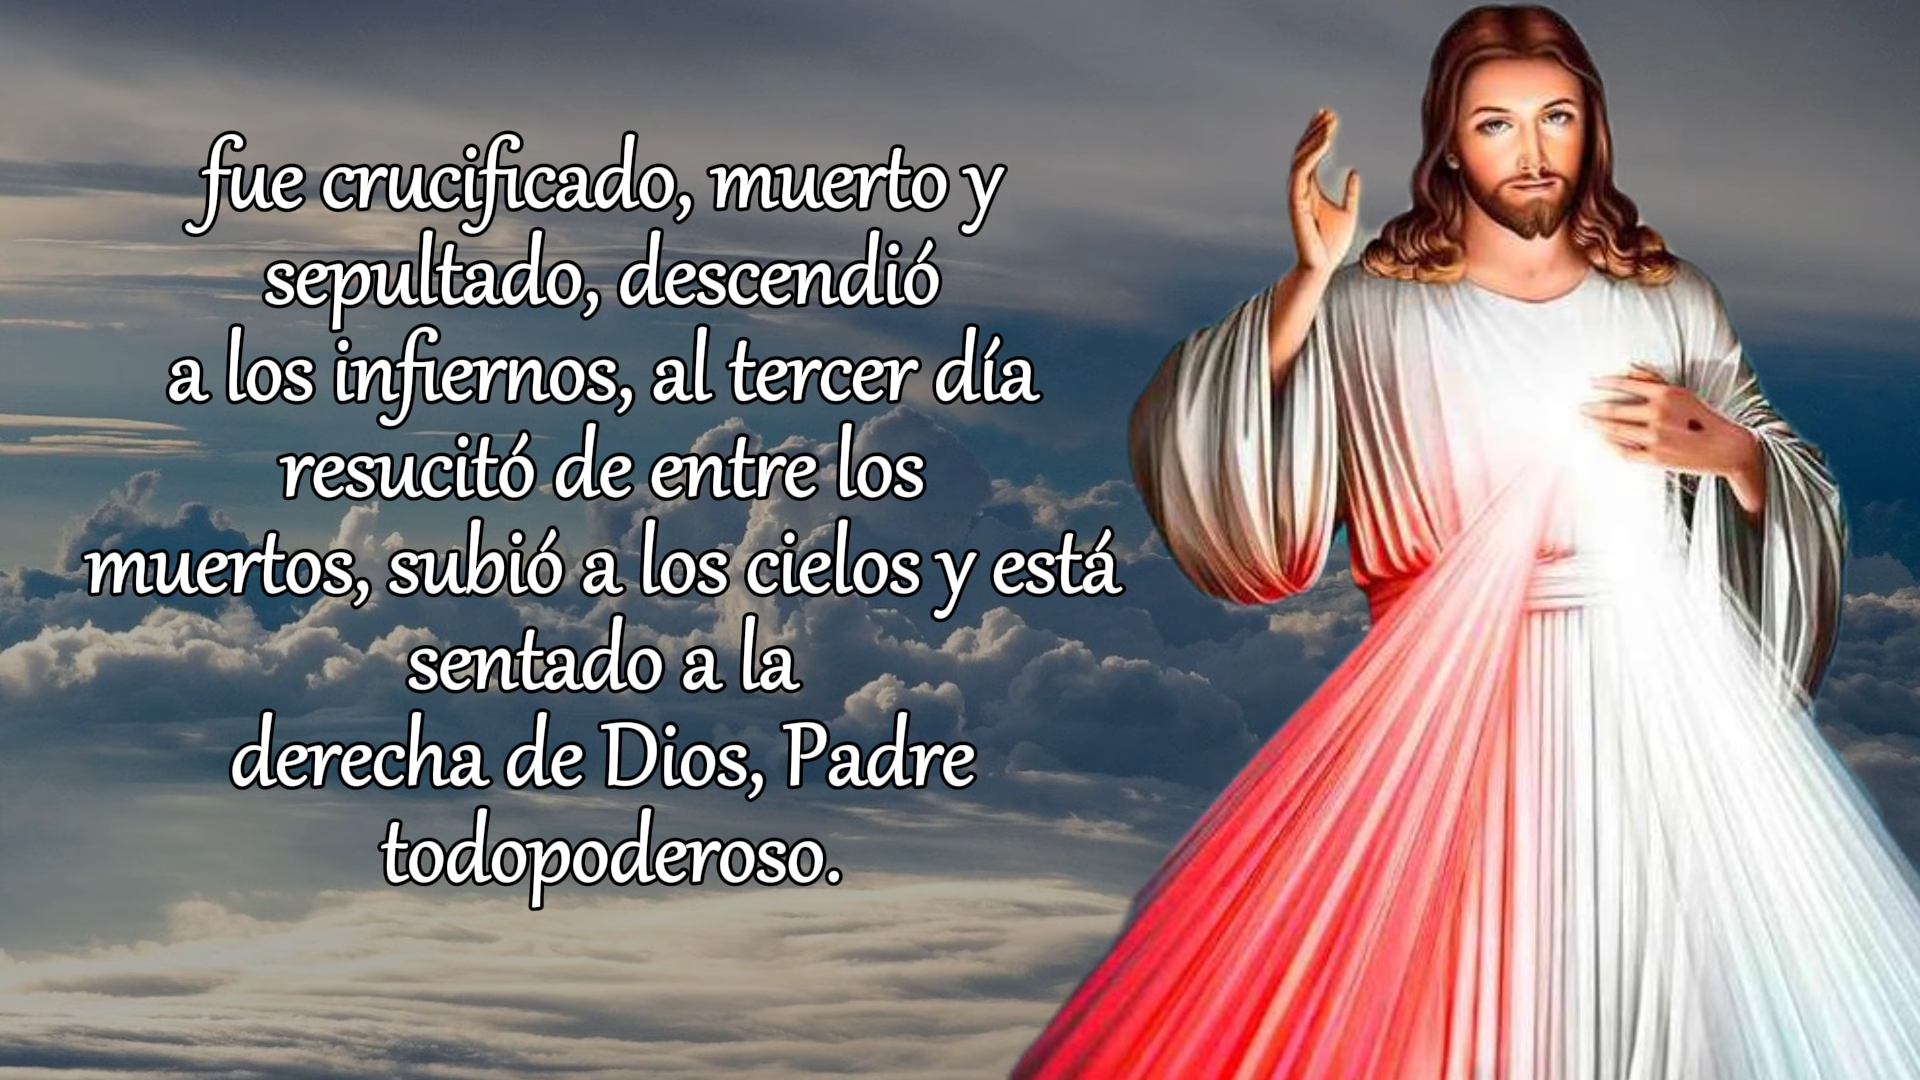 fue crucificado, muerto y
sepultado, descendió
a los infiernos, al tercer día
resucitó de entre los
muertos, subió a los cielos y está
sentado a la
derecha de Dios, Padre
todopoderoso.